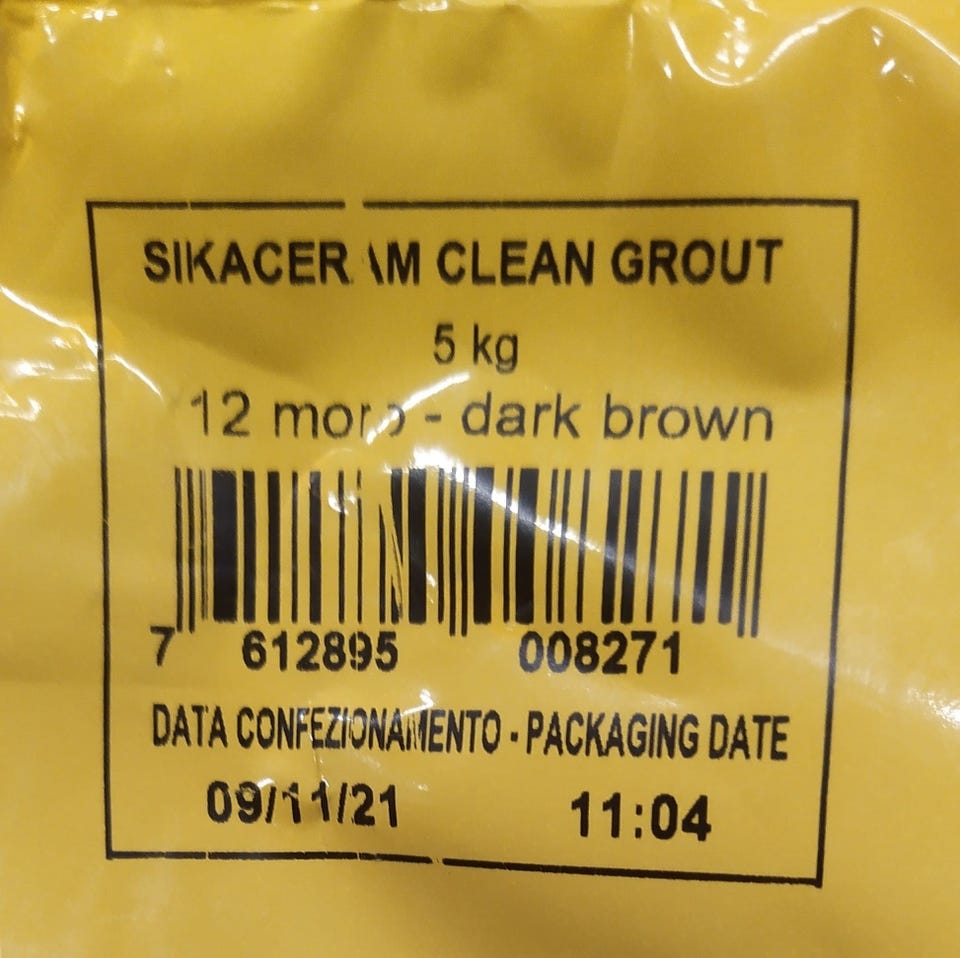 SIKACERAM CLEAN GROUT
5 kg
12 moro - dark brown
7 612895 008271
DATA CONFEZIONAMENTO - PACKAGING DATE
09/11/21 11:04